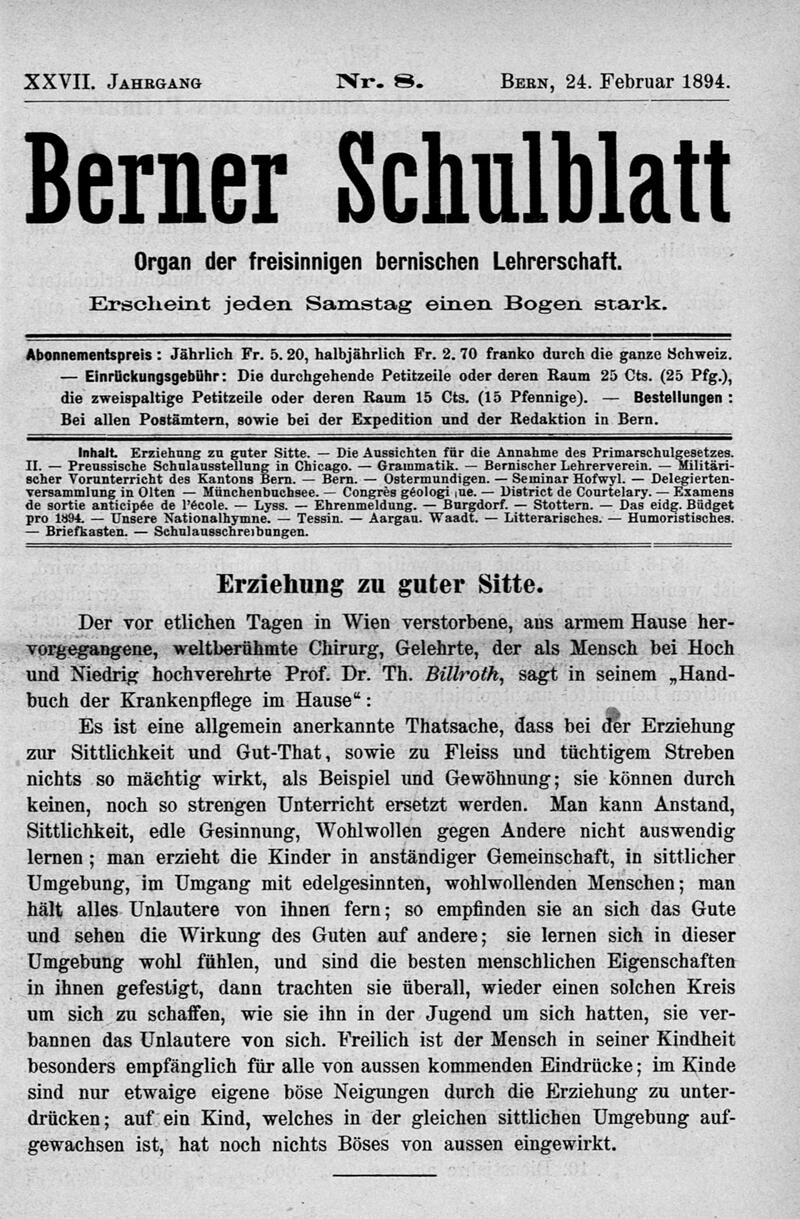 XXVII. Jahrgang Nr. 8. Bern, 24. Februar 1894.
Berner Schulblatt
Organ der freisinnigen bernischen Lehrerschaft.
Erscheint jeden Samstag einen Bogen stark.
Abonnementspreis: Jährlich Fr. 5. 20, halbjährlich Fr. 2. 70 franko durch die ganze Schweiz.
— Einrückungsgebühr: Die durchgehende Petitzeile oder deren Raum 25 Cts. (25 Pfg.),
die zweispaltige Petitzeile oder deren Raum 15 Cts. (15 Pfennige). — Bestellungen:
Bei allen Postämtern, sowie bei der Expedition und der Redaktion in Bern.
Inhalt. Erziehung zu guter Sitte. — Die Aussichten für die Annahme des Primarschulgesetzes.
II. — Preussische Schulausstellung in Chicago. — Grammatik. — Bernischer Lehrerverein. — Militäri-
scher Vorunterricht des Kantons Bern. — Bern. — Ostermundigen. — Seminar Hofwyl. — Delegierten-
versammlung in Olten — Münchenbuchsee. — Congrès géologi ue. — District de Courtelary. — Examens
de sortie anticipée de l'école. — Lyss. — Ehrenmeldung. — Burgdorf. — Stottern. — Das eidg. Büdget
pro 1894. — Unsere Nationalhymne. — Tessin. — Aargau. Waadt. — Litterarisches. — Humoristisches.
— Briefkasten. — Schulausschreibungen.
Erziehung zu guter Sitte.
Der vor etlichen Tagen in Wien verstorbene, aus armem Hause her-
vorgegangene, weltberühmte Chirurg, Gelehrte, der als Mensch bei Hoch
und Niedrig hochverehrte Prof. Dr. Th. Billroth, sagt in seinem „Hand-
buch der Krankenpflege im Hause“:
Es ist eine allgemein anerkannte Thatsache, dass bei der Erziehung
zur Sittlichkeit und Gut-That, sowie zu Fleiss und tüchtigem Streben
nichts so mächtig wirkt, als Beispiel und Gewöhnung; sie können durch
keinen, noch so strengen Unterricht ersetzt werden. Man kann Anstand,
Sittlichkeit, edle Gesinnung, Wohlwollen gegen Andere nicht auswendig
lernen; man erzieht die Kinder in anständiger Gemeinschaft, in sittlicher
Umgebung, im Umgang mit edelgesinnten, wohlwollenden Menschen; man
hält alles Unlautere von ihnen fern; so empfinden sie an sich das Gute
und sehen die Wirkung des Guten auf andere; sie lernen sich in dieser
Umgebung wohl fühlen, und sind die besten menschlichen Eigenschaften
in ihnen gefestigt, dann trachten sie überall, wieder einen solchen Kreis
um sich zu schaffen, wie sie ihn in der Jugend um sich hatten, sie ver-
bannen das Unlautere von sich. Freilich ist der Mensch in seiner Kindheit
besonders empfänglich für alle von aussen kommenden Eindrücke; im Kinde
sind nur etwaige eigene böse Neigungen durch die Erziehung zu unter-
drücken; auf ein Kind, welches in der gleichen sittlichen Umgebung auf-
gewachsen ist, hat noch nichts Böses von aussen eingewirkt.